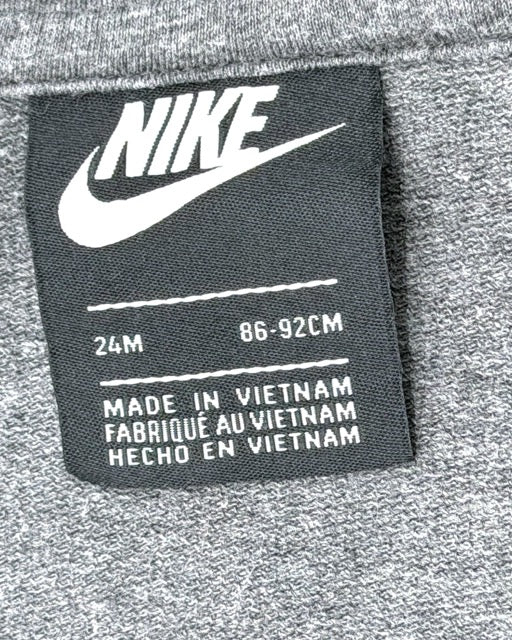 NIKE
24M 86-92CM
MADE IN VIETNAM
FABRIQUÉ AU VIETNAM
HECHO EN VIETNAM